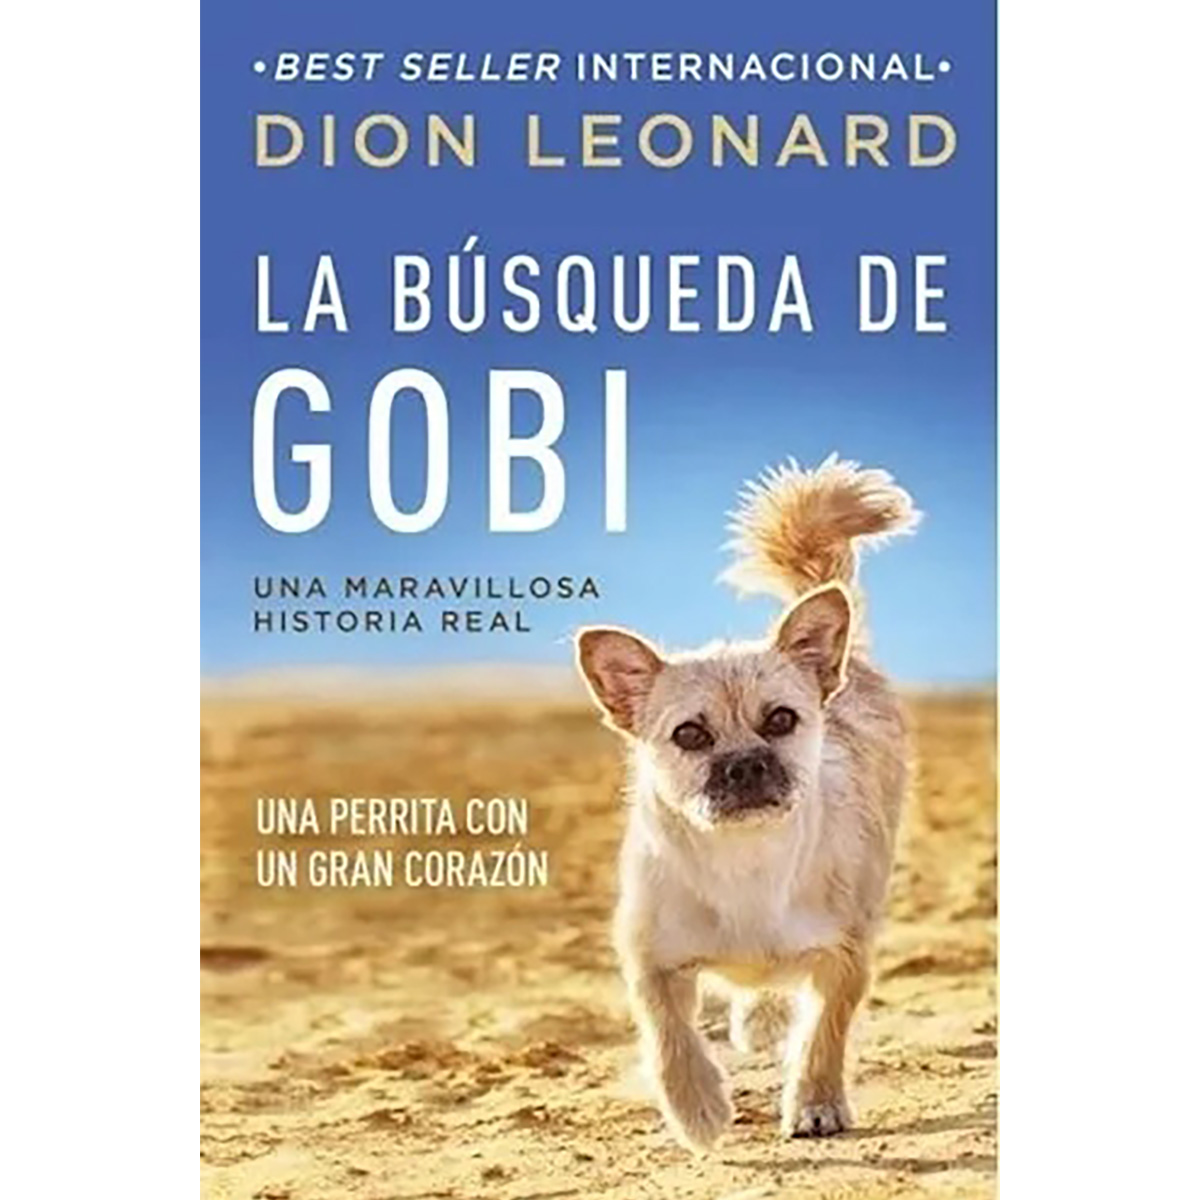 •BEST SELLER INTERNACIONAL•
DION LEONARD
LA BÚSQUEDA DE
GOBI
UNA MARAVILLOSA
HISTORIA REAL
UNA PERRITA CON
UN GRAN CORAZÓN